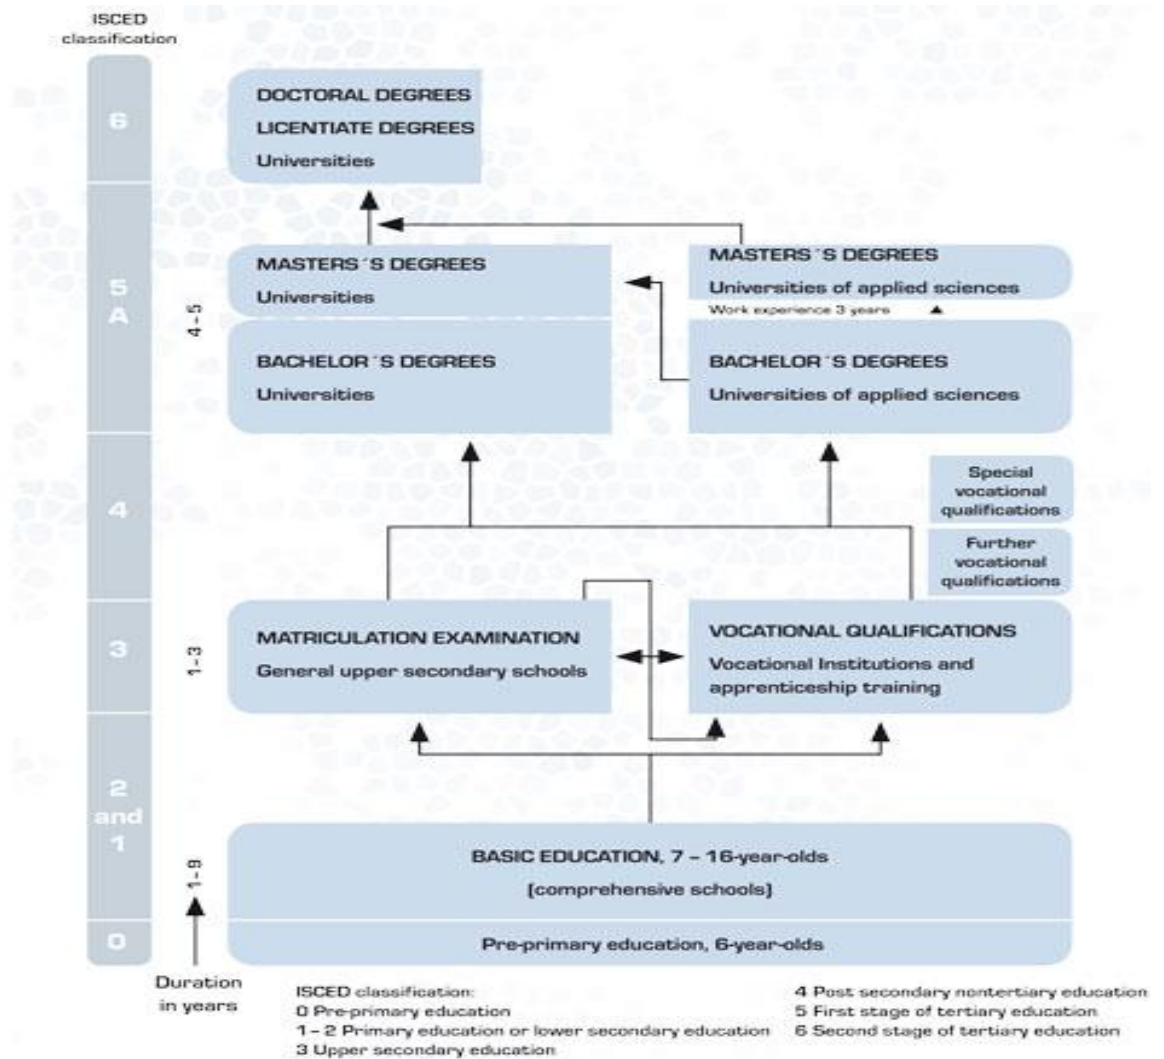 ISCED
classification
6
DOCTORAL DEGREES
LICENTIATE DEGREES
Universities
5
A
4-5
MASTERS´S DEGREES
Universities
MASTERS´S DEGREES
Universities of applied sciences
Work experience 3 years
BACHELOR´S DEGREES
Universities
BACHELOR´S DEGREES
Universities of applied sciences
4
Special
vocational
qualifications
Further
vocational
qualifications
3
1-3
MATRICULATION EXAMINATION
General upper secondary schools
VOCATIONAL QUALIFICATIONS
Vocational Institutions and
apprenticeship training
2
and
1
1-9
BASIC EDUCATION, 7 – 16-year-olds
(comprehensive schools)
0
Pre-primary education, 6-year-olds
Duration
in years
ISCED classification:
0 Pre-primary education
1 – 2 Primary education or lower secondary education
3 Upper secondary education
4 Post secondary nontertiary education
5 First stage of tertiary education
6 Second stage of tertiary education